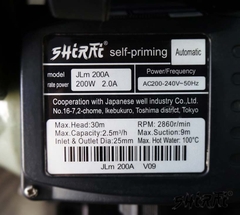 SHIRAI self-priming Automatic
model JLm 200A Power/Frequency
rate power 200W 2.0A AC200-240V~50Hz
Cooperation with Japanese well industry Co.,Ltd.
No.16-7,2-chome, Ikebukuro, Toshima district, Tokyo
Max.Head:30m RPM: 2860r/min
Max.Capacity:2.5m³/h Max.Suction:9m
Inlet & Outlet Dia:25mm Max. Hot Water: 100°C
JLm 200A V09